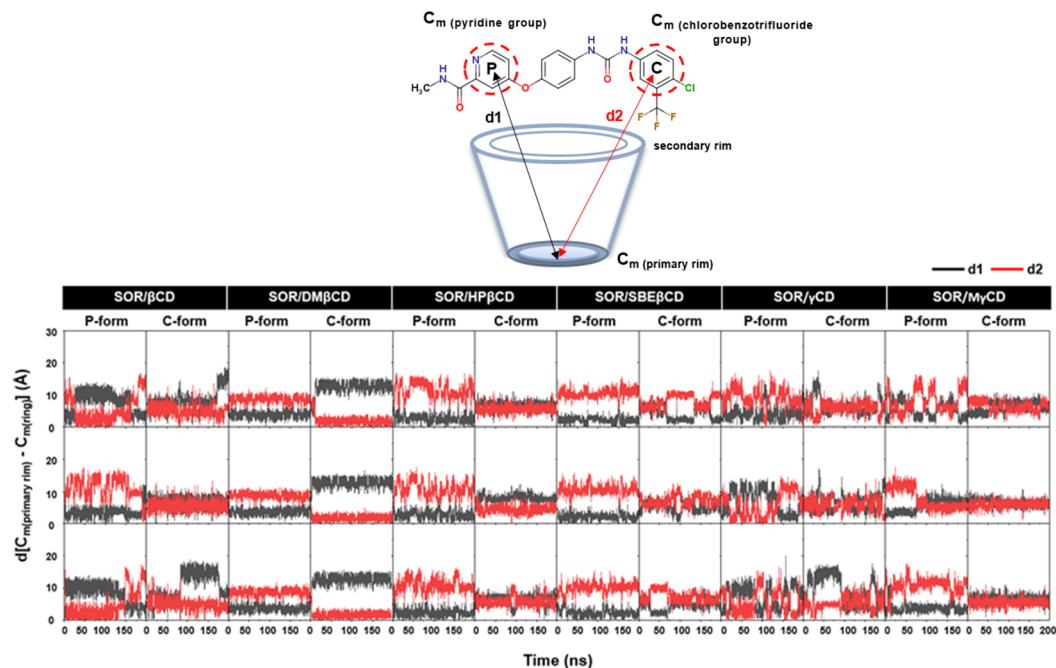 Cm (pyridine group)
Cm (chlorobenzotrifluoride group)
H
N
H
N
N
P
O
C
H
N
H3C
O
O
Cl
F
F
F
d1
d2
secondary rim
Cm (primary rim)
d1 d2
SOR/βCD SOR/DMβCD SOR/HPβCD SOR/SBEβCD SOR/γCD SOR/MγCD
P-form C-form P-form C-form P-form C-form P-form C-form P-form C-form P-form C-form
30
20
10
0
20
10
0
20
10
0
d[Cm(primary rim) - Cm(ring)] (Å)
0 50 100 150 0 50 100 150 0 50 100 150 0 50 100 150 0 50 100 150 0 50 100 150 0 50 100 150 0 50 100 150 0 50 100 150 0 50 100 150 0 50 100 150 0 50 100 150 200
Time (ns)